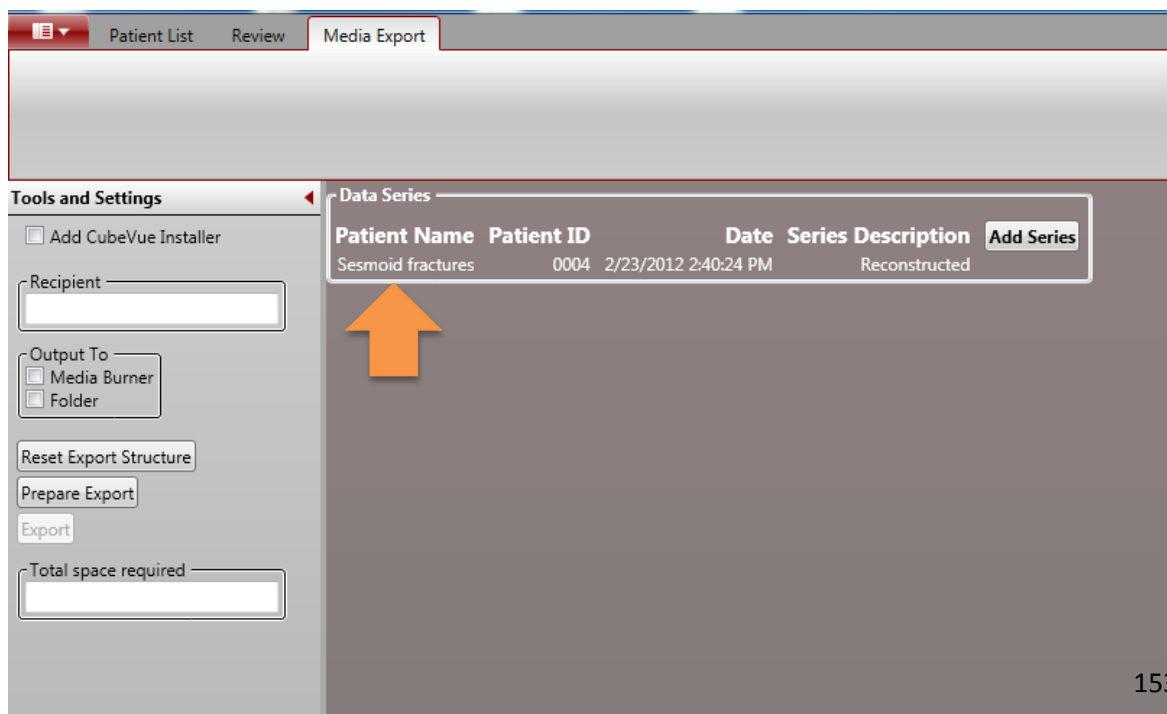 Patient List Review Media Export
Tools and Settings
Add CubeVue Installer
Recipient
Output To
Media Burner
Folder
Reset Export Structure
Prepare Export
Export
Total space required
Data Series
Patient Name Patient ID Date Series Description Add Series
Sesmoid fractures 0004 2/23/2012 2:40:24 PM Reconstructed
153